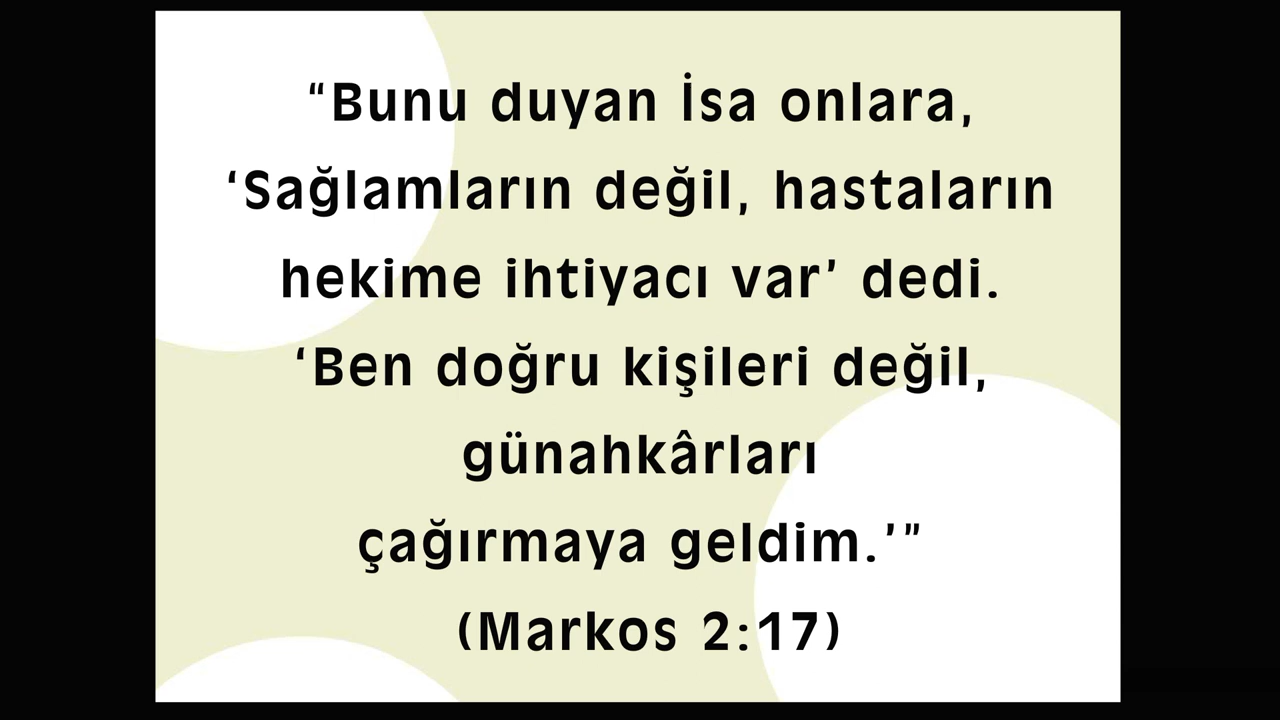 “Bunu duyan İsa onlara,
‘Sağlamların değil, hastaların
hekime ihtiyacı var’ dedi.
‘Ben doğru kişileri değil,
günahkârları
çağırmaya geldim.’”
(Markos 2:17)